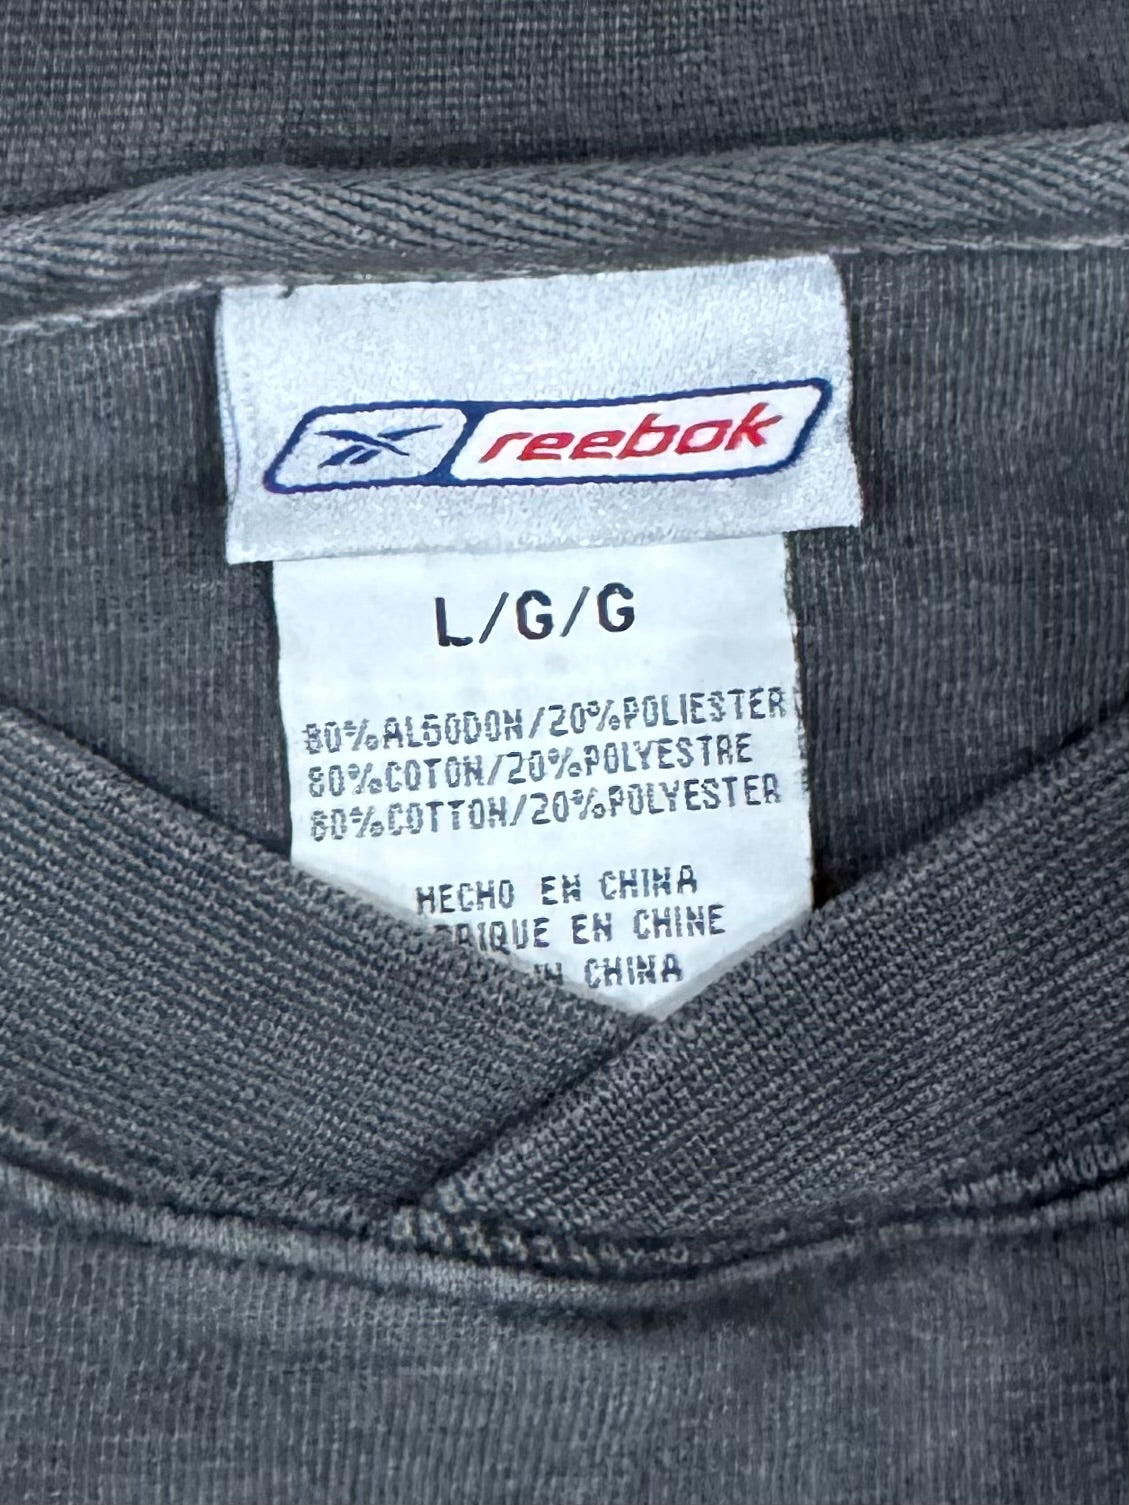 reebok
L/G/G
80%ALGODON/20%POLIESTER
80%COTON/20%POLYESTRE
80%COTTON/20%POLYESTER
HECHO EN CHINA
EN CHINE
CHINA